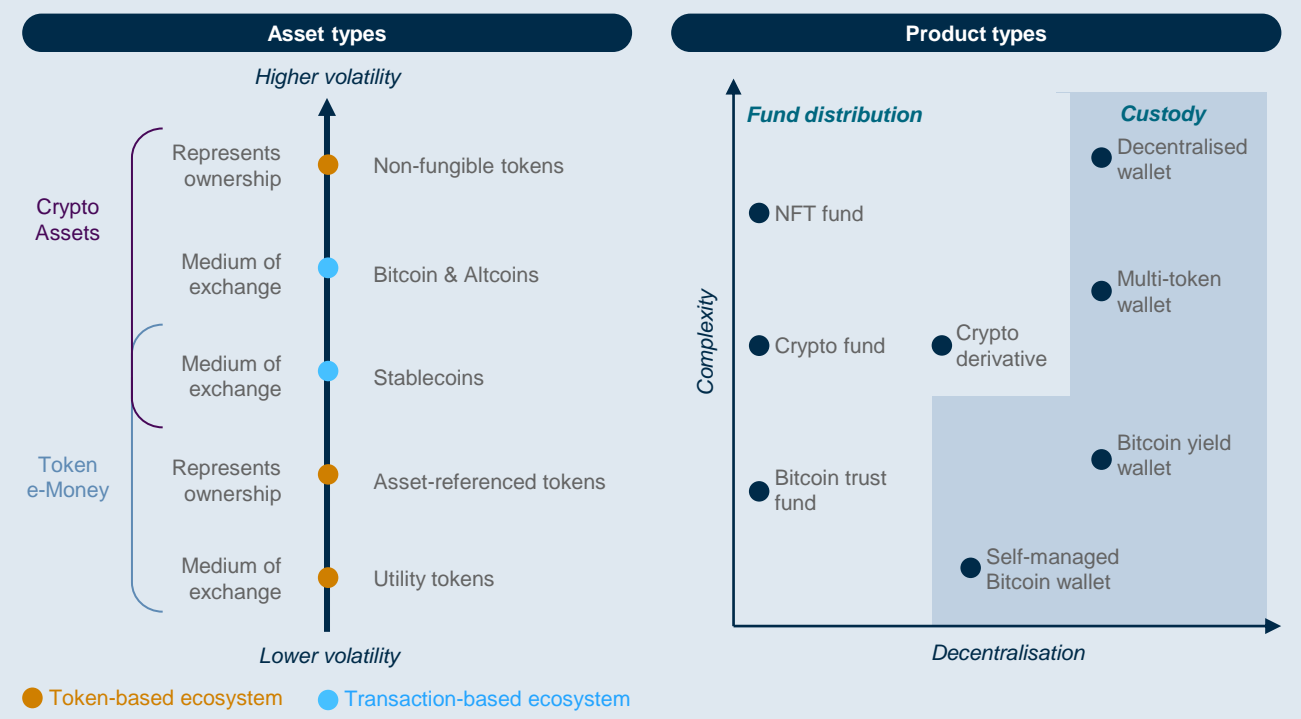 Asset types
Higher volatility
Crypto
Assets
Token
e-Money
Represents
ownership
Non-fungible tokens
Medium of
exchange
Bitcoin & Altcoins
Medium of
exchange
Stablecoins
Represents
ownership
Asset-referenced tokens
Medium of
exchange
Utility tokens
Lower volatility
Token-based ecosystem
Transaction-based ecosystem
Product types
Complexity
Fund distribution
Custody
Decentralised
wallet
NFT fund
Multi-token
wallet
Crypto fund
Crypto
derivative
Bitcoin yield
wallet
Bitcoin trust
fund
Self-managed
Bitcoin wallet
Decentralisation